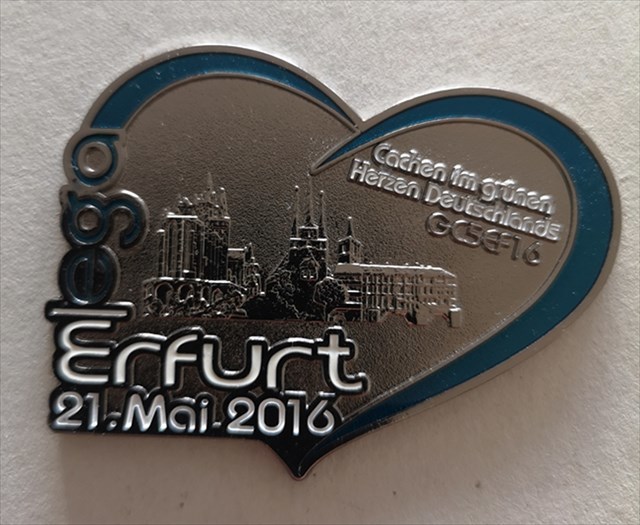 mega
Cachen im grünen
Herzen Deutschlands
GC5EF16
Erfurt
21. Mai 2016